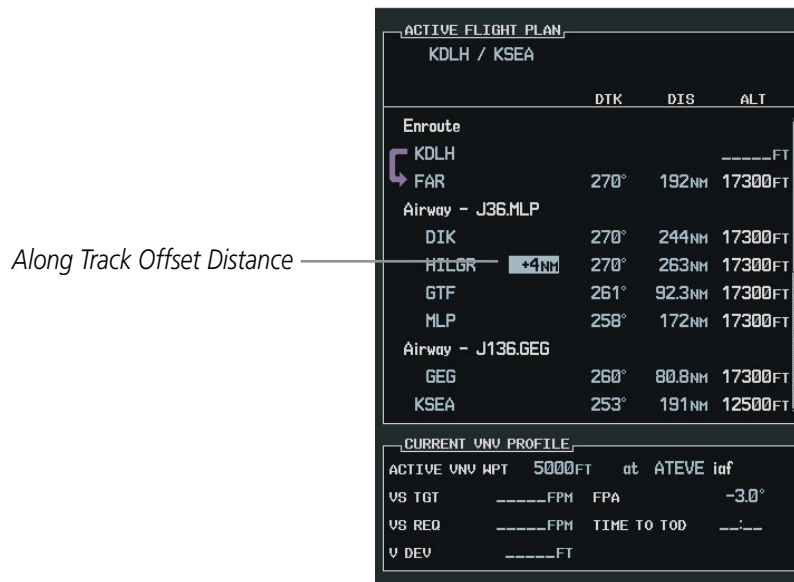 ACTIVE FLIGHT PLAN
KDLH / KSEA
DTK DIS ALT
Enroute
KDLH _____FT
FAR 270° 192NM 17300FT
Airway - J36.MLP
DIK 270° 244NM 17300FT
Along Track Offset Distance
HILGR +4NM 270° 263NM 17300FT
GTF 261° 92.3NM 17300FT
MLP 258° 172NM 17300FT
Airway - J136.GEG
GEG 260° 80.8NM 17300FT
KSEA 253° 191NM 12500FT
CURRENT VNV PROFILE
ACTIVE VNV WPT 5000FT at ATEVE iaf
VS TGT _____FPM FPA -3.0°
VS REQ _____FPM TIME TO TOD __:__
V DEV _____FT